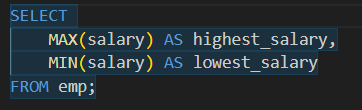 SELECT
    MAX(salary) AS highest_salary,
    MIN(salary) AS lowest_salary
FROM emp;